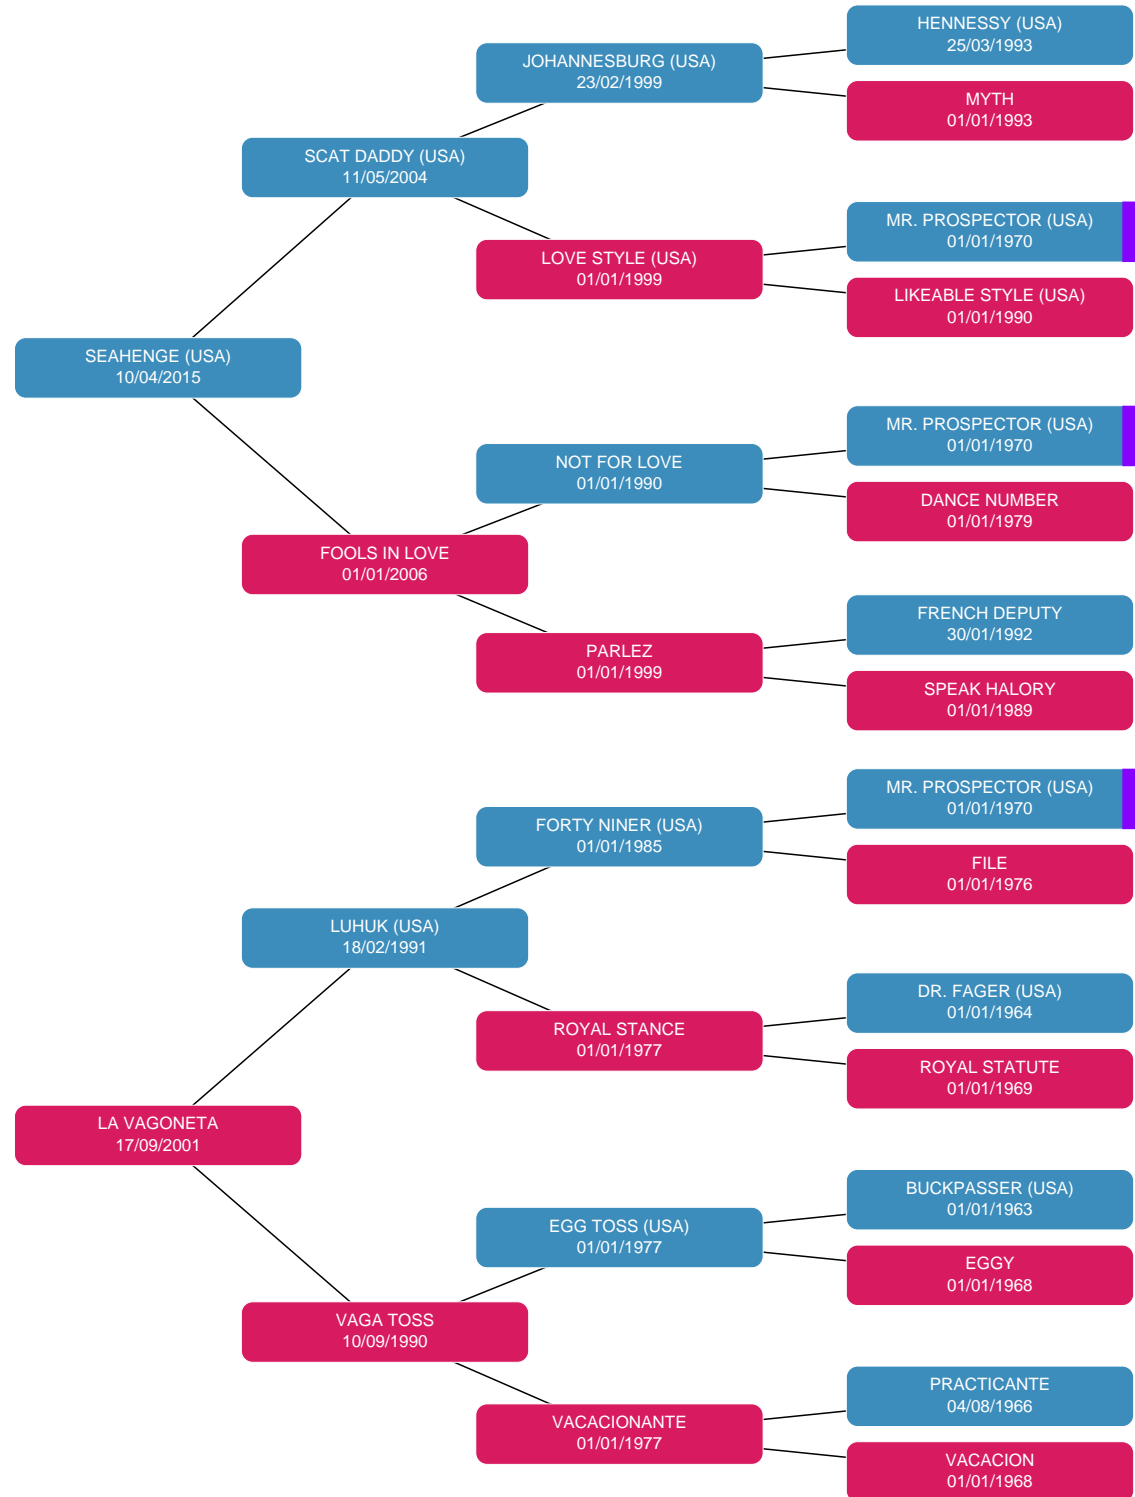 HENNESSY (USA)
25/03/1993
JOHANNESBURG (USA)
23/02/1999
MYTH
01/01/1993
SCAT DADDY (USA)
11/05/2004
MR. PROSPECTOR (USA)
01/01/1970
LOVE STYLE (USA)
01/01/1999
LIKEABLE STYLE (USA)
01/01/1990
SEAHENGE (USA)
10/04/2015
MR. PROSPECTOR (USA)
01/01/1970
NOT FOR LOVE
01/01/1990
DANCE NUMBER
01/01/1979
FOOLS IN LOVE
01/01/2006
FRENCH DEPUTY
30/01/1992
PARLEZ
01/01/1999
SPEAK HALORY
01/01/1989
MR. PROSPECTOR (USA)
01/01/1970
FORTY NINER (USA)
01/01/1985
FILE
01/01/1976
LUHUK (USA)
18/02/1991
DR. FAGER (USA)
01/01/1964
ROYAL STANCE
01/01/1977
ROYAL STATUTE
01/01/1969
LA VAGONETA
17/09/2001
BUCKPASSER (USA)
01/01/1963
EGG TOSS (USA)
01/01/1977
EGGY
01/01/1968
VAGA TOSS
10/09/1990
PRACTICANTE
04/08/1966
VACACIONANTE
01/01/1977
VACACION
01/01/1968